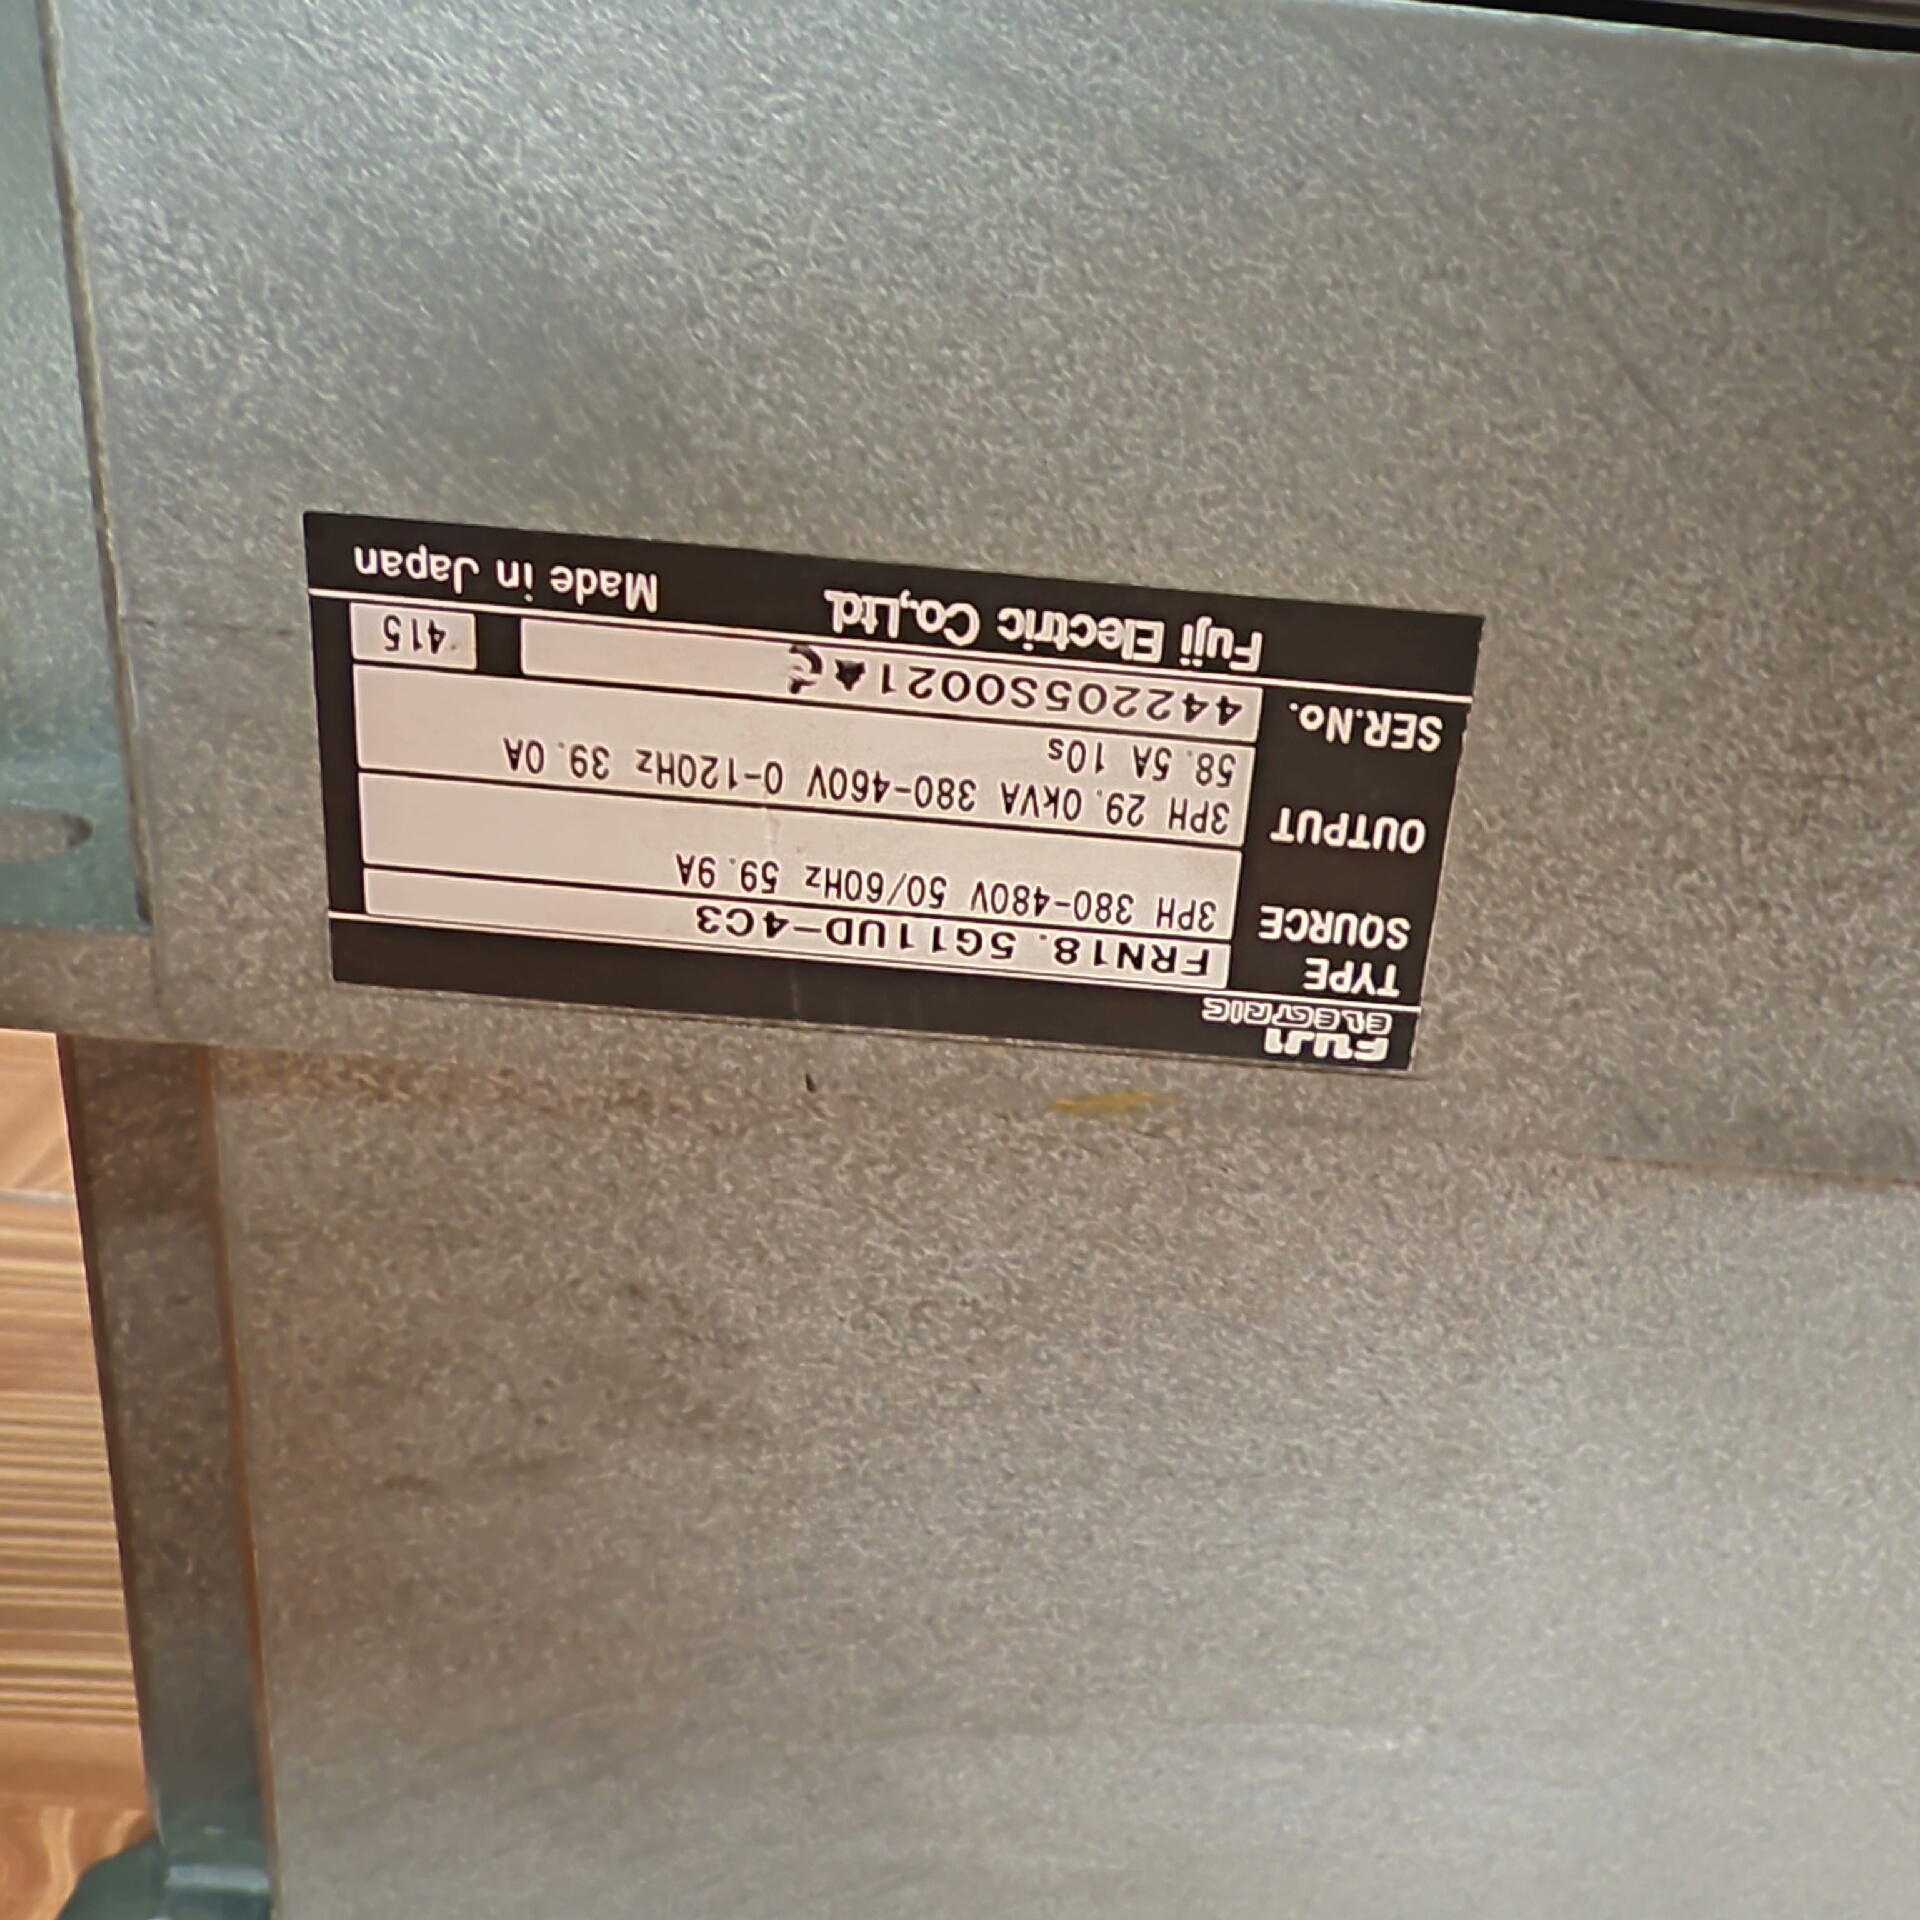 FUJI
ELECTRIC
TYPE FRN18. 5G11UD-4C3
SOURCE 3PH 380-480V 50/60Hz 59. 9A
OUTPUT 3PH 29. 0kVA 380-460V 0-120Hz 39. 0A
58. 5A 10s
SER.No. 44205S0021A 415
Fuji Electric Co.,Ltd. Made in Japan